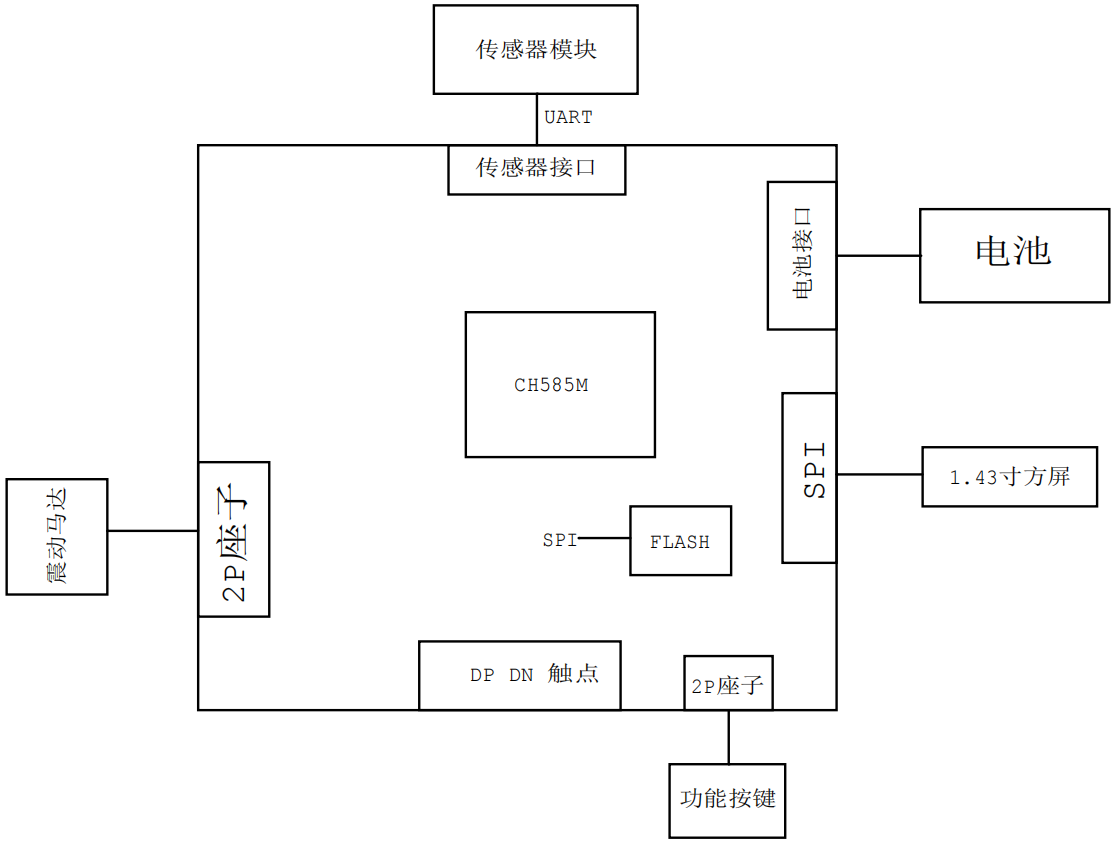 传感器模块
UART
传感器接口
电池接口
电池
CH585M
SPI
1.43寸方屏
震动马达
2P座子
SPI
FLASH
DP DN 触点
2P座子
功能按键